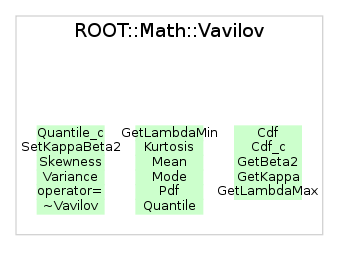 ROOT::Math::Vavilov
Quantile_c
SetKappaBeta2
Skewness
Variance
operator=
~Vavilov
GetLambdaMin
Kurtosis
Mean
Mode
Pdf
Quantile
Cdf
Cdf_c
GetBeta2
GetKappa
GetLambdaMax